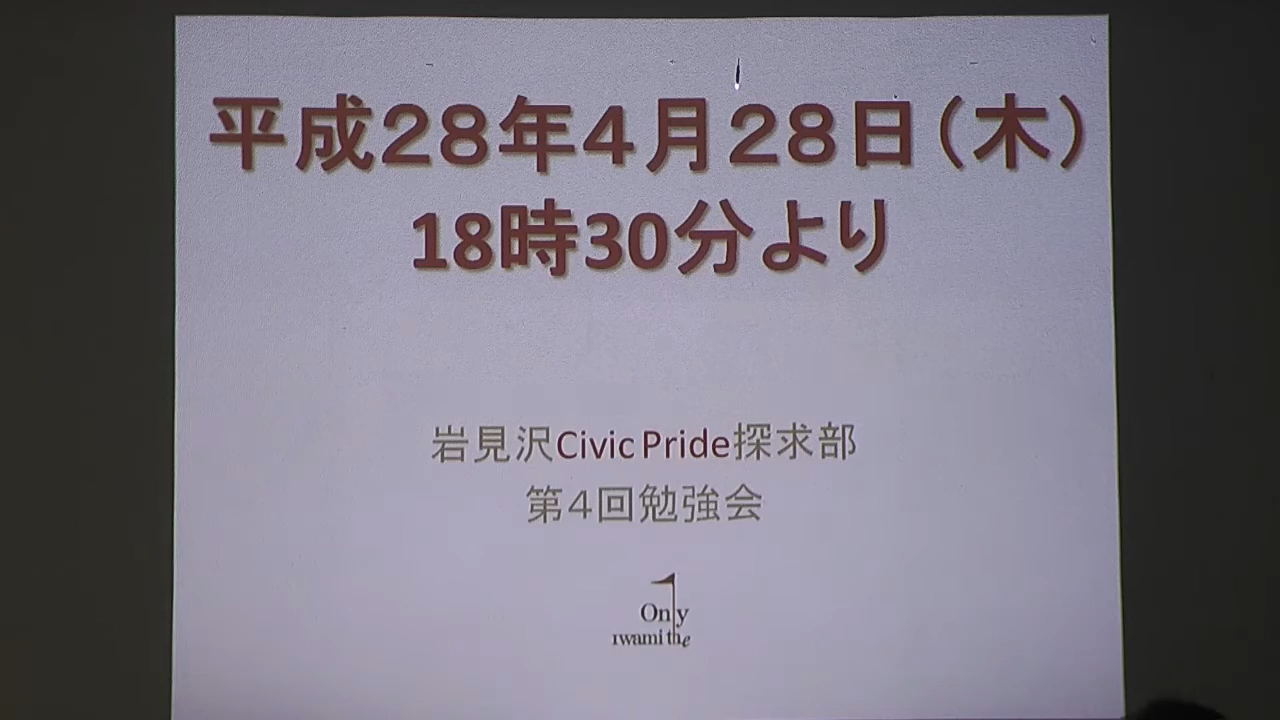 平成２８年４月２８日（木）
18時30分より
岩見沢Civic Pride探求部
第４回勉強会
Only
ıwami the